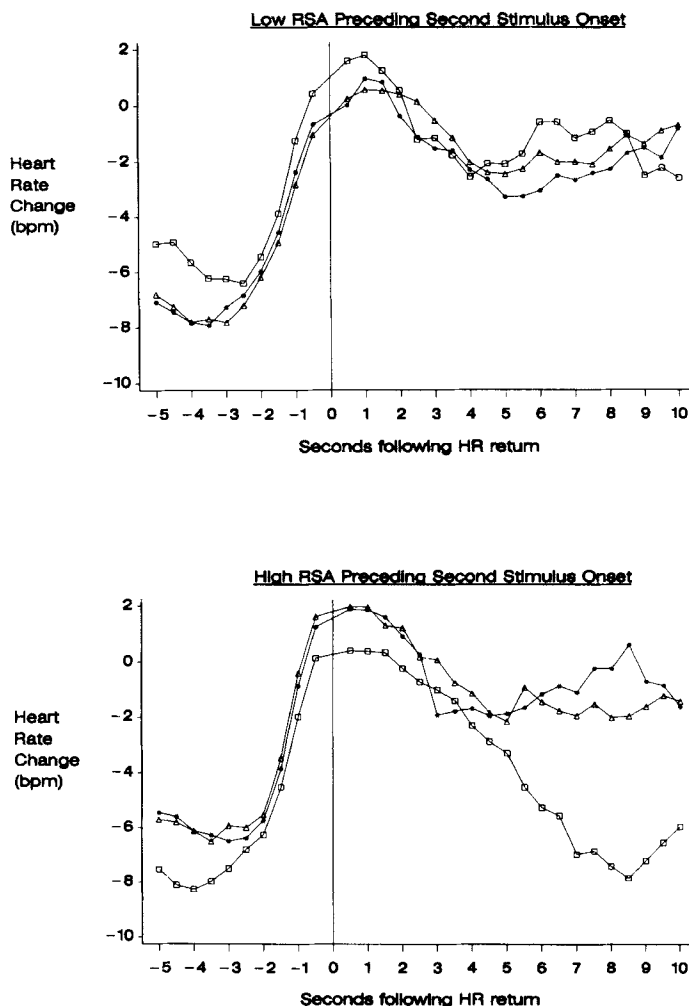 Low RSA Preceding Second Stimulus Onset
2
0
-2
-4
-6
-8
-10
Heart
Rate
Change
(bpm)
-5 -4 -3 -2 -1 0 1 2 3 4 5 6 7 8 9 10
Seconds following HR return
High RSA Preceding Second Stimulus Onset
2
0
-2
-4
-6
-8
-10
Heart
Rate
Change
(bpm)
-5 -4 -3 -2 -1 0 1 2 3 4 5 6 7 8 9 10
Seconds following HR return